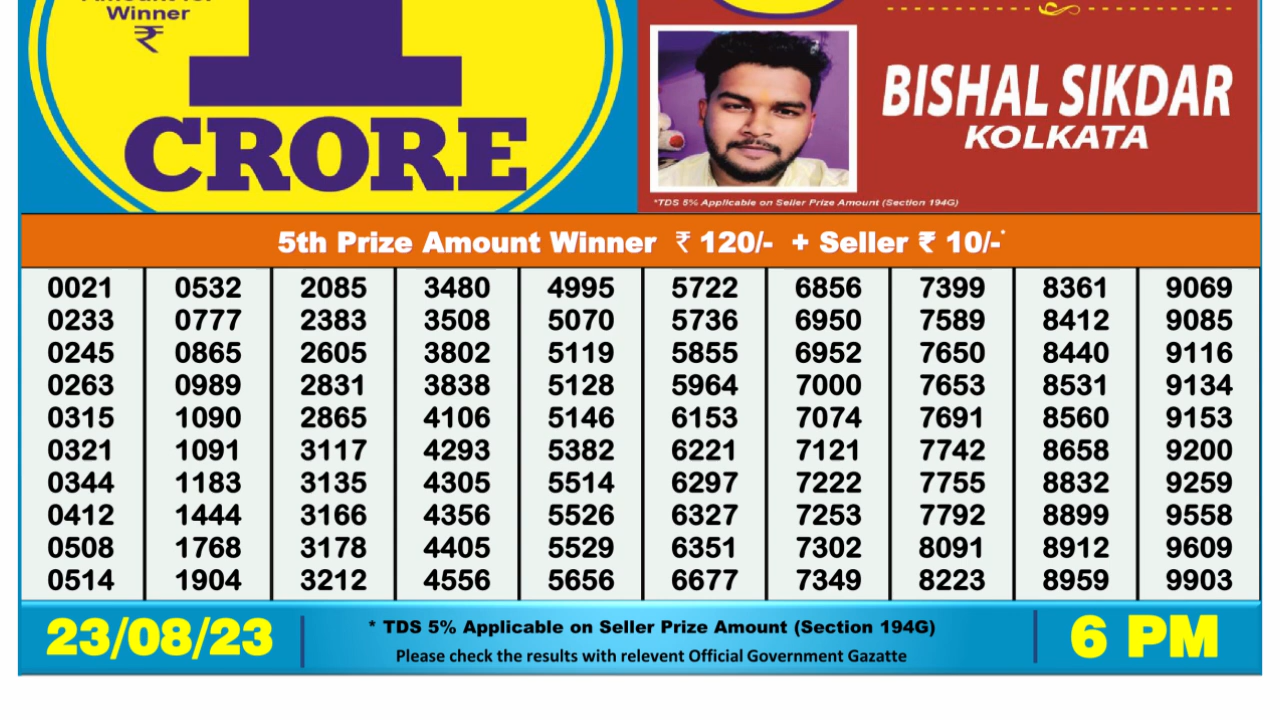 Winner
₹
1
CRORE
BISHAL SIKDAR
KOLKATA
*TDS 5% Applicable on Seller Prize Amount (Section 194G)
5th Prize Amount Winner ₹ 120/- + Seller ₹ 10/-*
0021 0532 2085 3480 4995 5722 6856 7399 8361 9069
0233 0777 2383 3508 5070 5736 6950 7589 8412 9085
0245 0865 2605 3802 5119 5855 6952 7650 8440 9116
0263 0989 2831 3838 5128 5964 7000 7653 8531 9134
0315 1090 2865 4106 5146 6153 7074 7691 8560 9153
0321 1091 3117 4293 5382 6221 7121 7742 8658 9200
0344 1183 3135 4305 5514 6297 7222 7755 8832 9259
0412 1444 3166 4356 5526 6327 7253 7792 8899 9558
0508 1768 3178 4405 5529 6351 7302 8091 8912 9609
0514 1904 3212 4556 5656 6677 7349 8223 8959 9903
23/08/23
* TDS 5% Applicable on Seller Prize Amount (Section 194G)
Please check the results with relevent Official Government Gazatte
6 PM